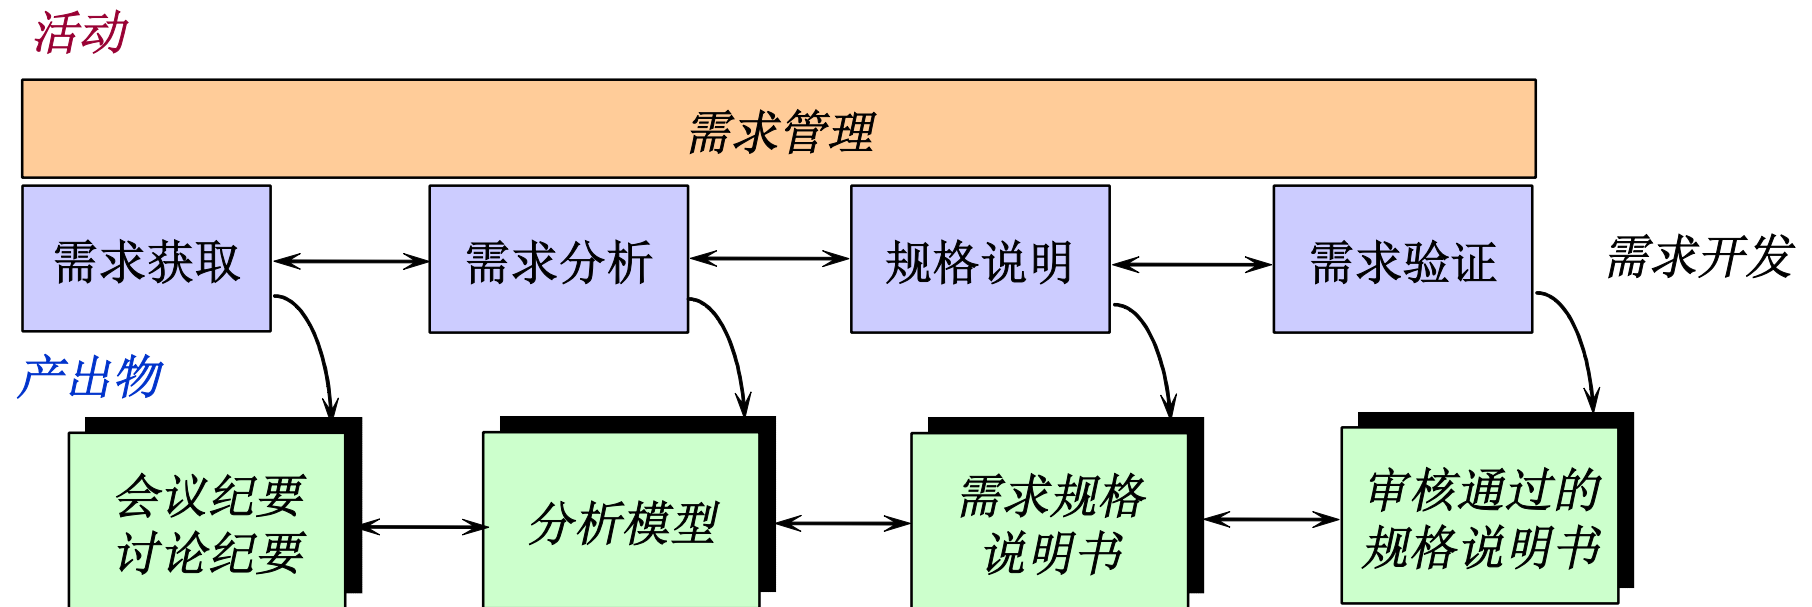 活动
需求管理
需求获取
需求分析
规格说明
需求验证
需求开发
产出物
会议纪要
讨论纪要
分析模型
需求规格
说明书
审核通过的
规格说明书